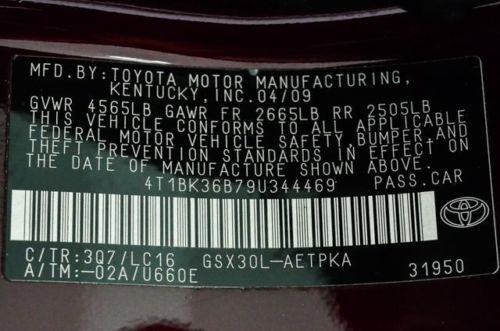 MFD.BY:TOYOTA MOTOR MANUFACTURING,
KENTUCKY,INC.04/09
GVWR 4565LB GAWR FR 2665LB RR 2505LB
THIS VEHICLE CONFORMS TO ALL APPLICABLE
FEDERAL MOTOR VEHICLE SAFETY,BUMPER,AND
THEFT PREVENTION STANDARDS IN EFFECT ON
THE DATE OF MANUFACTURE SHOWN ABOVE.
4T1BK36B79U344469 PASS.CAR
C/TR:3Q7/LC16 GSX30L-AETPKA
A/TM:-02A/U660E 31950
TOYOTA